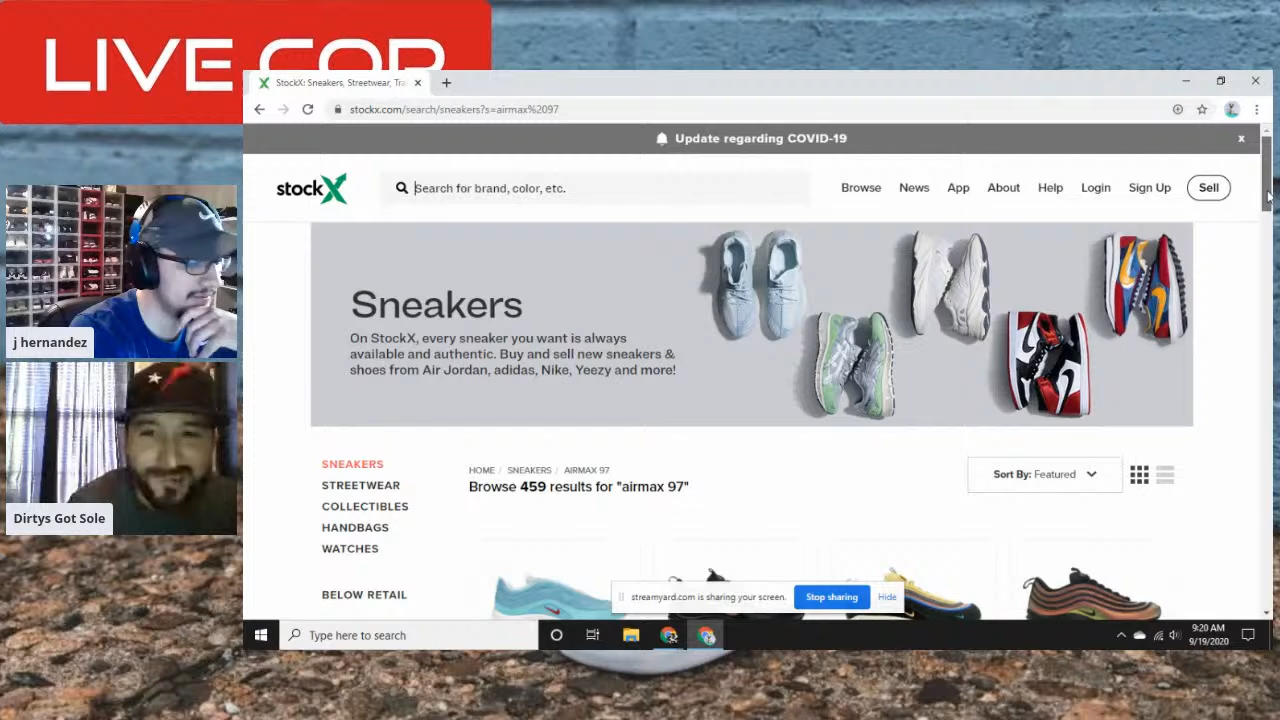 LIVE COP
StockX: Sneakers, Streetwear, Tra
stockx.com/search/sneakers?s=airmax%2097
Update regarding COVID-19
x
stockX
Search for brand, color, etc.
Browse
News
App
About
Help
Login
Sign Up
Sell
Sneakers
On StockX, every sneaker you want is always
available and authentic. Buy and sell new sneakers &
shoes from Air Jordan, adidas, Nike, Yeezy and more!
j hernandez
Dirtys Got Sole
SNEAKERS
STREETWEAR
COLLECTIBLES
HANDBAGS
WATCHES
BELOW RETAIL
HOME / SNEAKERS / AIRMAX 97
Browse 459 results for "airmax 97"
Sort By: Featured
streamyard.com is sharing your screen.
Stop sharing
Hide
Type here to search
9:20 AM
9/19/2020